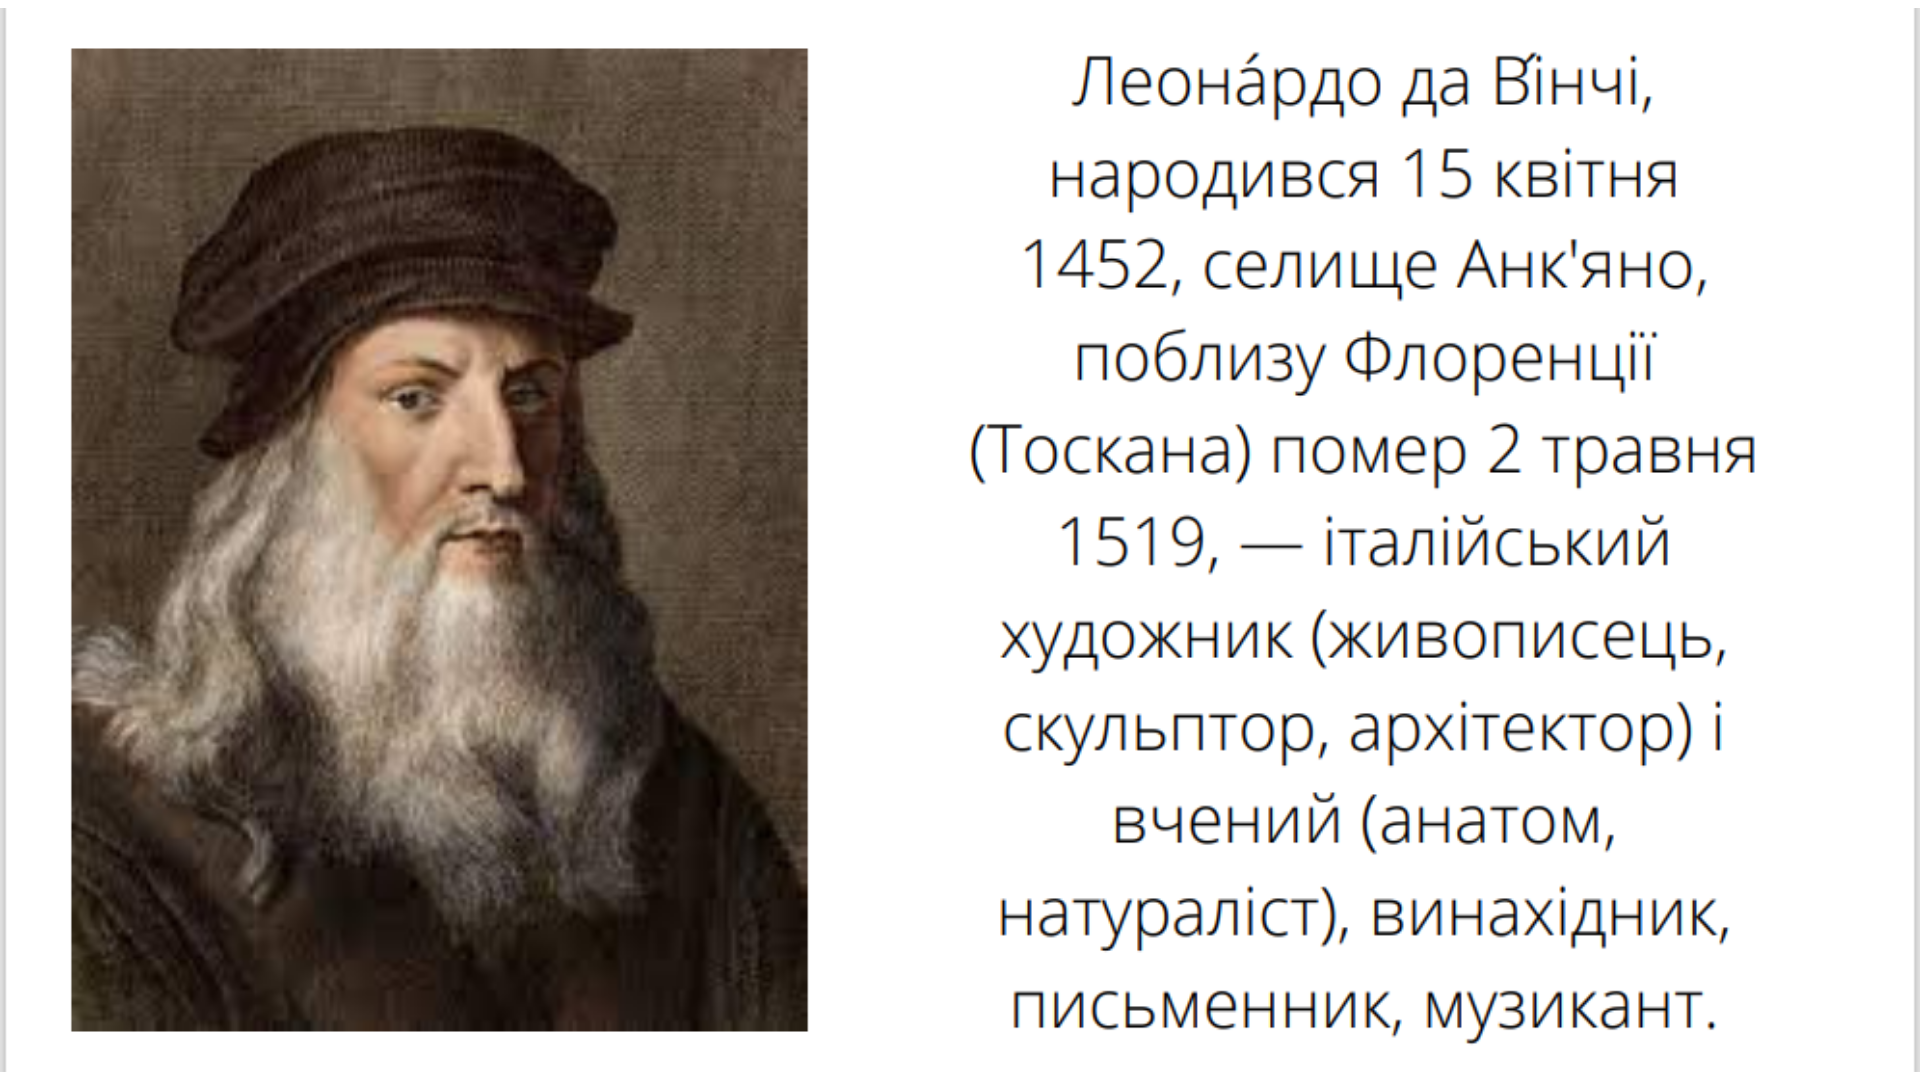 Леона́рдо да Ві́нчі,
народився 15 квітня
1452, селище Анк'яно,
поблизу Флоренції
(Тоскана) помер 2 травня
1519, — італійський
художник (живописець,
скульптор, архітектор) і
вчений (анатом,
натураліст), винахідник,
письменник, музикант.